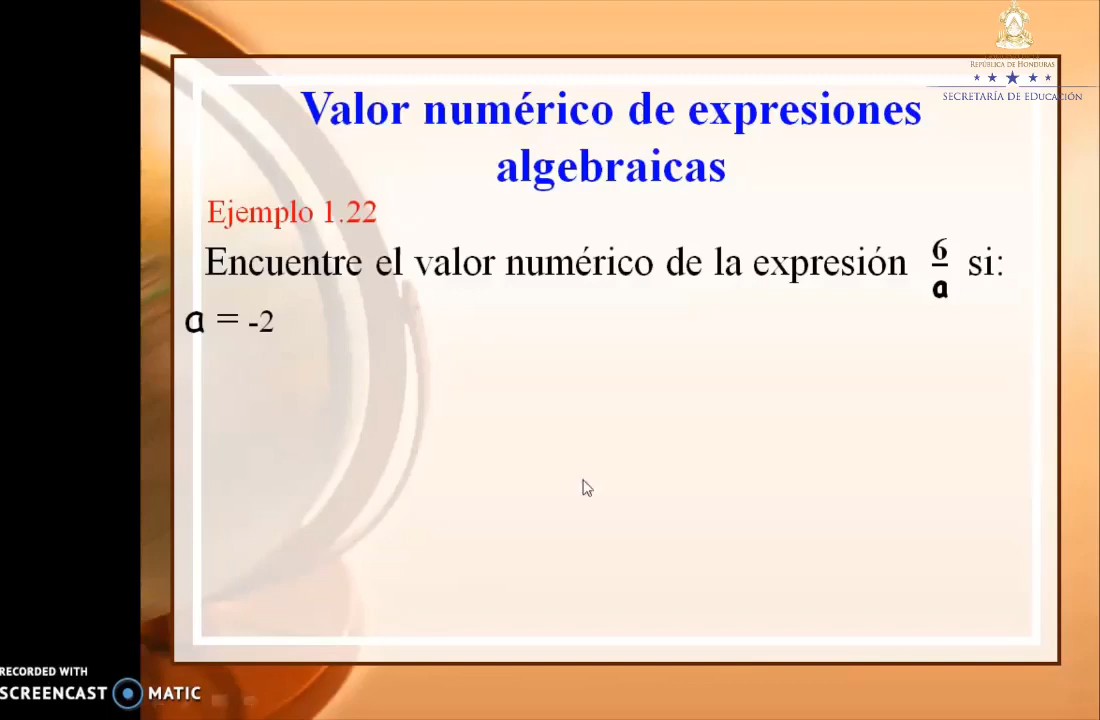 REPÚBLICA DE HONDURAS
SECRETARÍA DE EDUCACIÓN
Valor numérico de expresiones
algebraicas
Ejemplo 1.22
Encuentre el valor numérico de la expresión 6/a si:
a = -2
RECORDED WITH
SCREENCAST MATIC